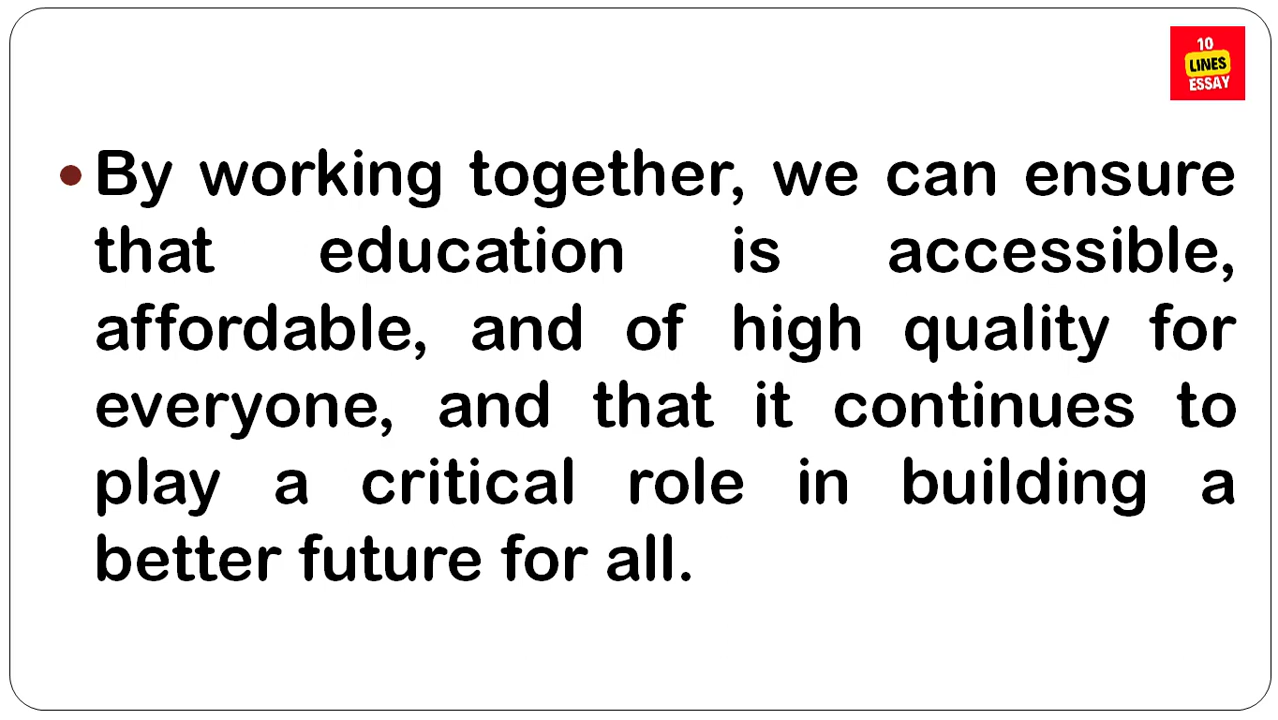 10
LINES
ESSAY
• By working together, we can ensure
that education is accessible,
affordable, and of high quality for
everyone, and that it continues to
play a critical role in building a
better future for all.